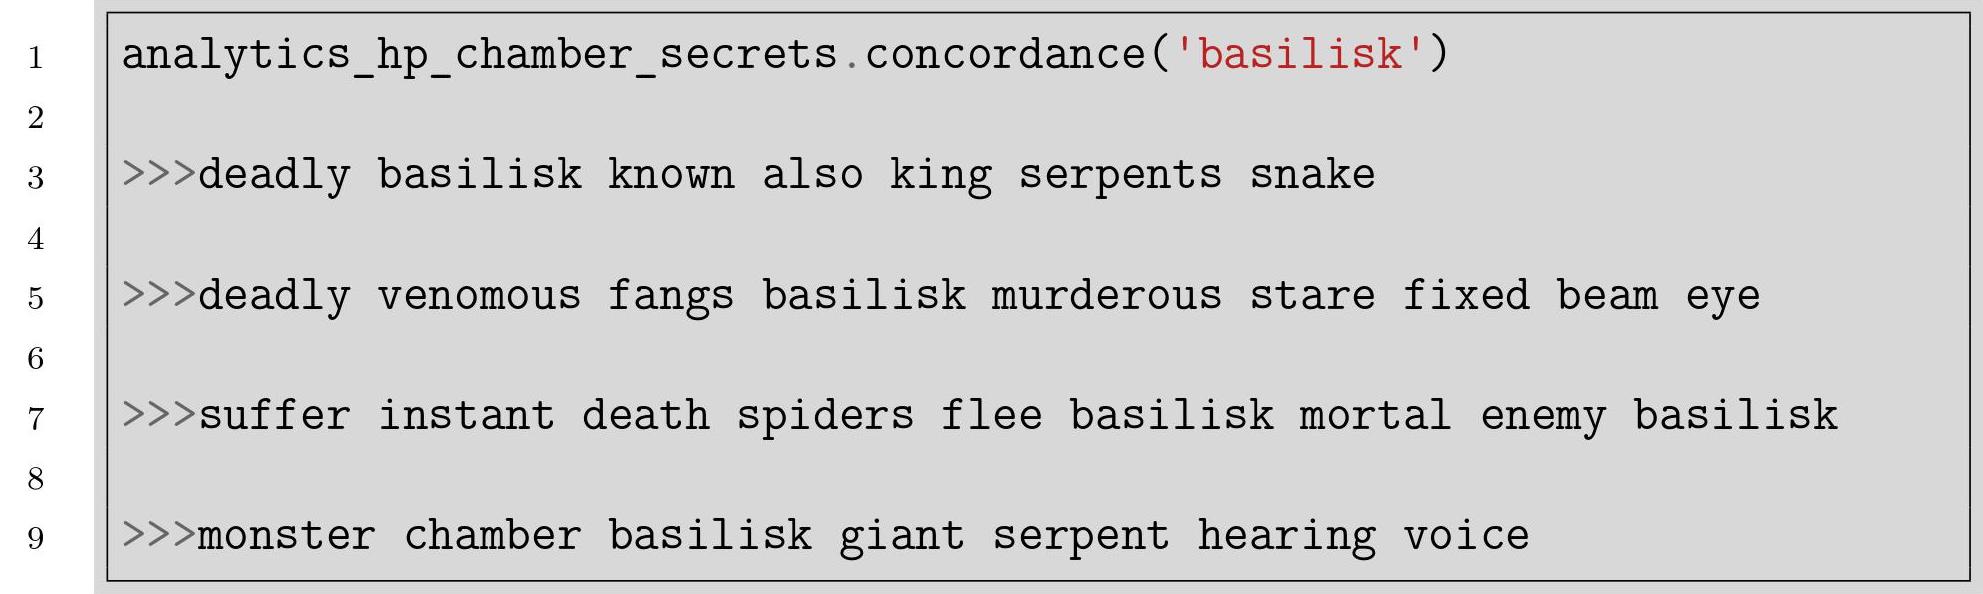 1 analytics_hp_chamber_secrets.concordance('basilisk')
2
3 >>>deadly basilisk known also king serpents snake
4
5 >>>deadly venomous fangs basilisk murderous stare fixed beam eye
6
7 >>>suffer instant death spiders flee basilisk mortal enemy basilisk
8
9 >>>monster chamber basilisk giant serpent hearing voice